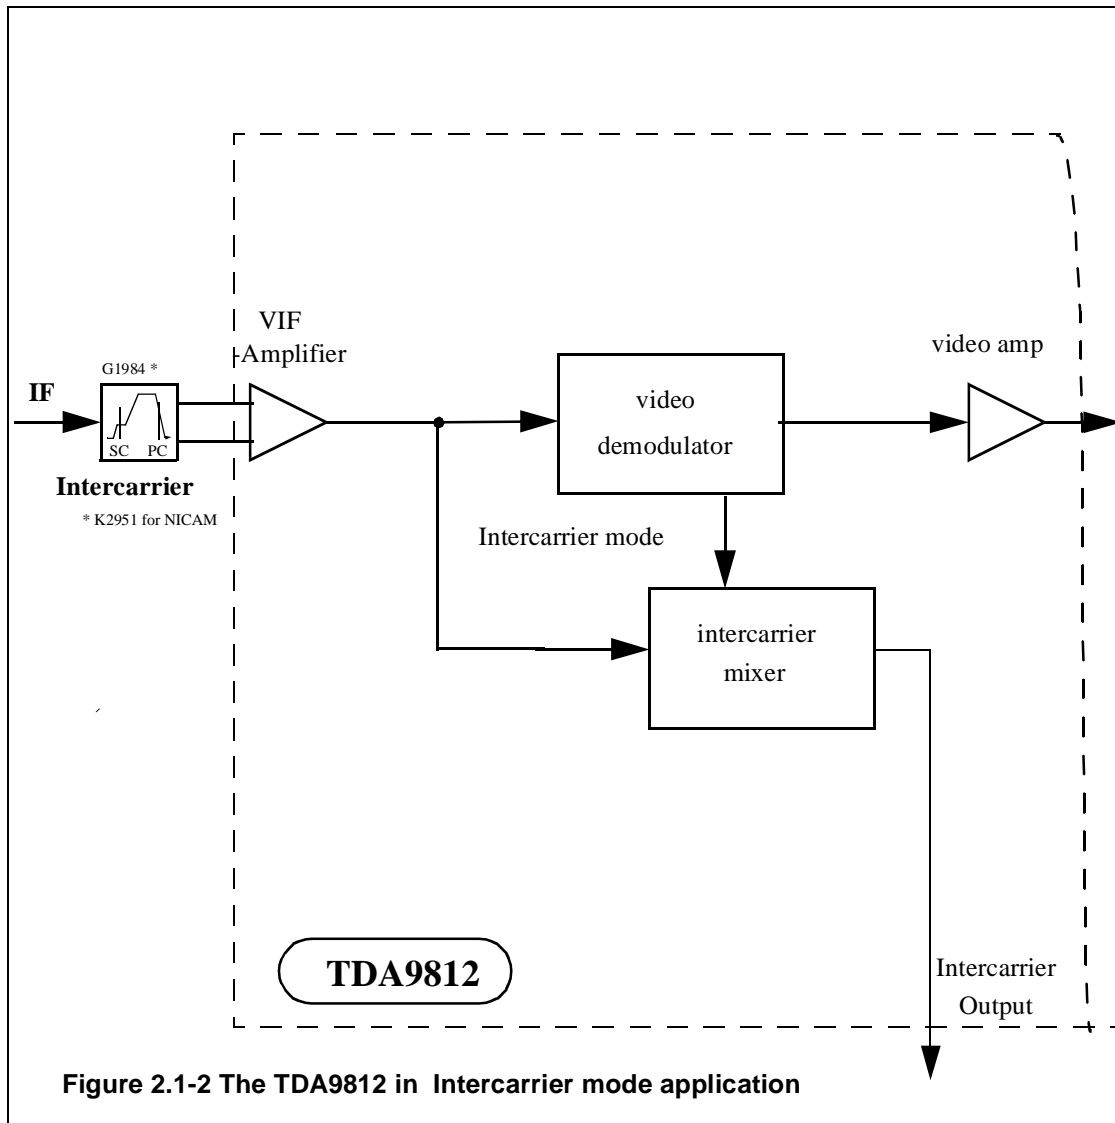 VIF
Amplifier
video amp
G1984 *
IF
SC PC
Intercarrier
* K2951 for NICAM
video
demodulator
Intercarrier mode
intercarrier
mixer
TDA9812
Intercarrier
Output
Figure 2.1-2 The TDA9812 in Intercarrier mode application